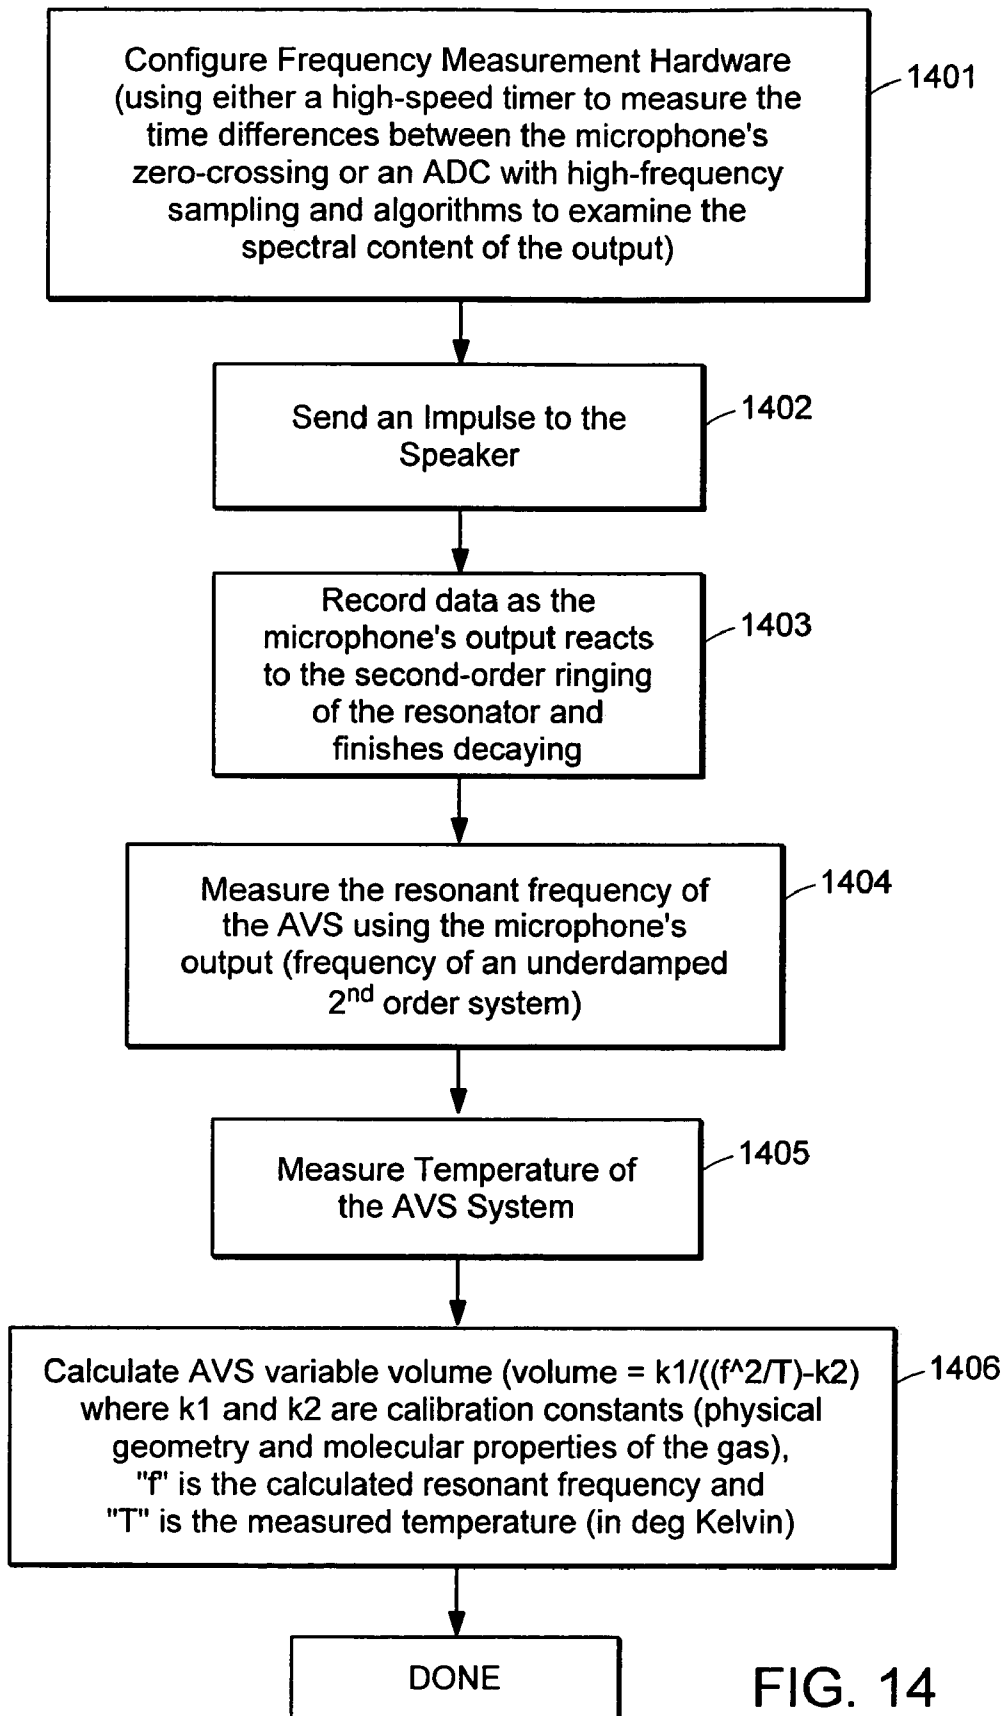 Configure Frequency Measurement Hardware
(using either a high-speed timer to measure the
time differences between the microphone's
zero-crossing or an ADC with high-frequency
sampling and algorithms to examine the
spectral content of the output)
1401
Send an Impulse to the
Speaker
1402
Record data as the
microphone's output reacts
to the second-order ringing
of the resonator and
finishes decaying
1403
Measure the resonant frequency of
the AVS using the microphone's
output (frequency of an underdamped
2nd order system)
1404
Measure Temperature of
the AVS System
1405
Calculate AVS variable volume (volume = k1/((f^2/T)-k2)
where k1 and k2 are calibration constants (physical
geometry and molecular properties of the gas),
"f" is the calculated resonant frequency and
"T" is the measured temperature (in deg Kelvin)
1406
DONE
FIG. 14